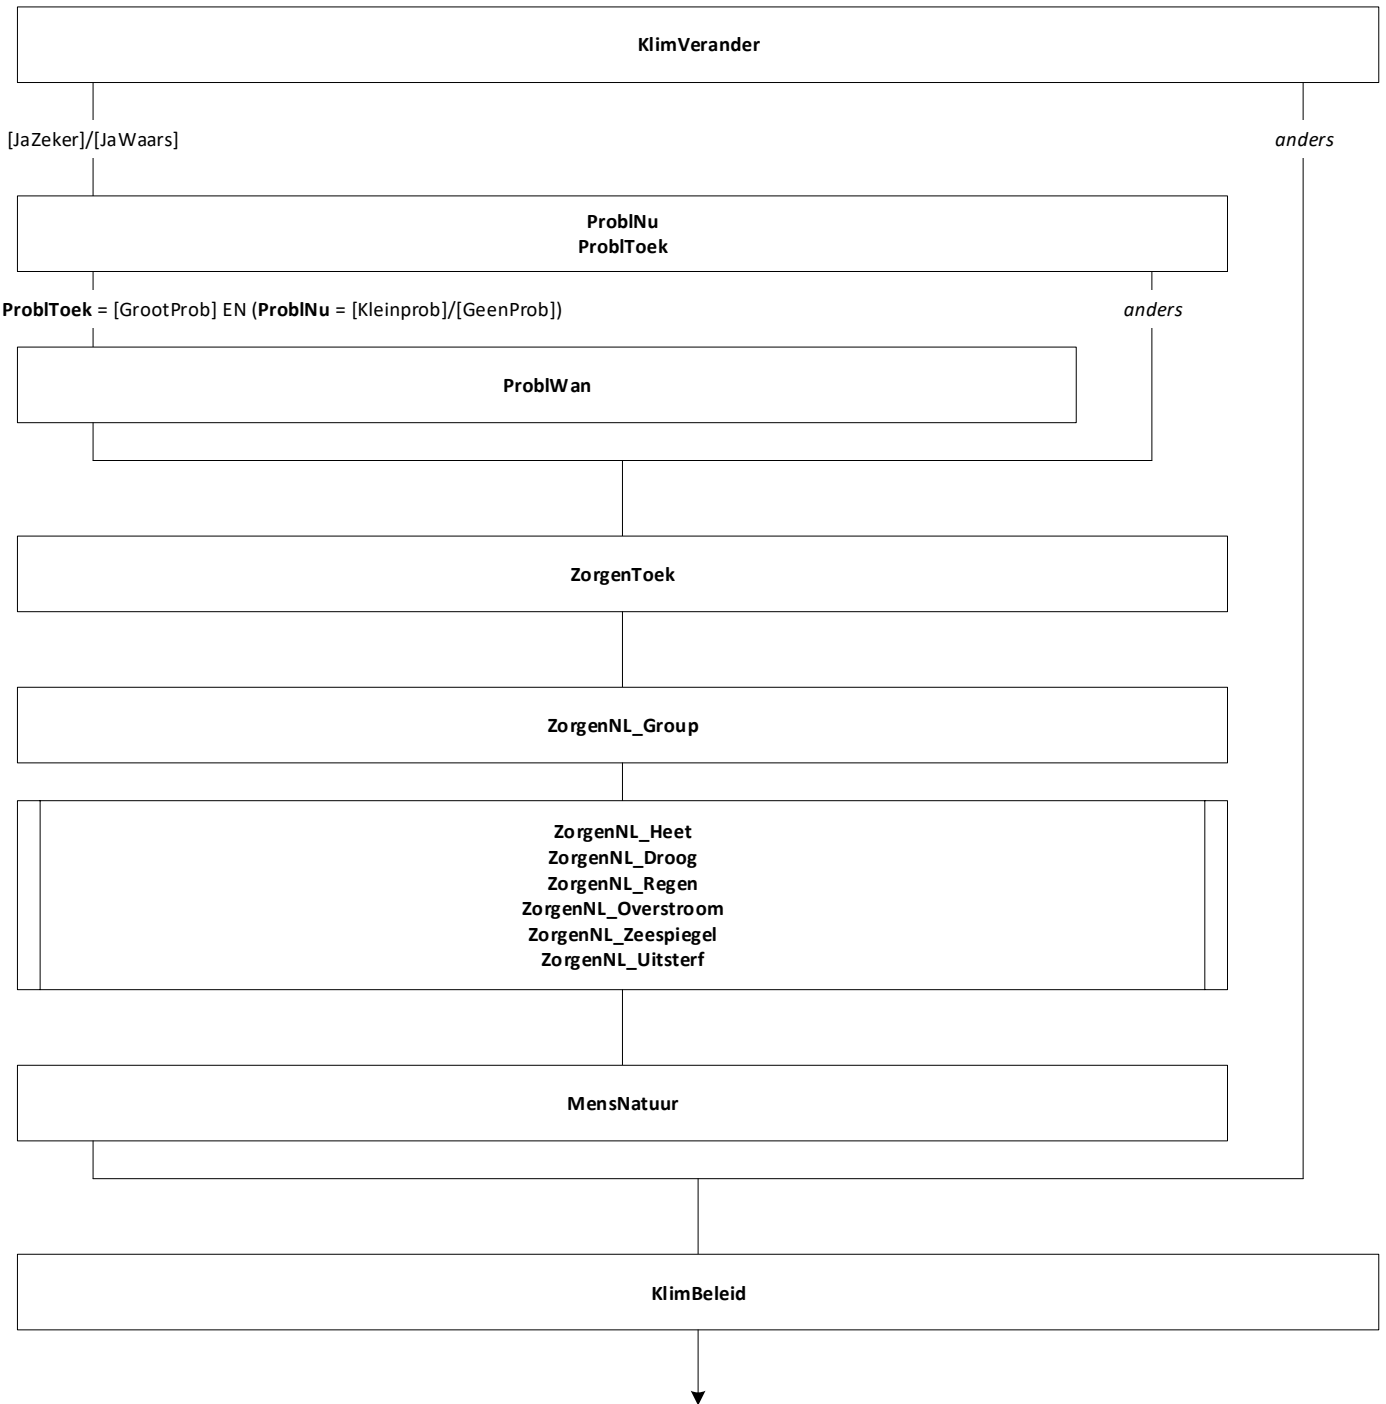 KlimVerander
[JaZeker]/[JaWaars]
anders
ProblNu
ProblToek
ProblToek = [GrootProb] EN (ProblNu = [Kleinprob]/[GeenProb])
anders
ProblWan
ZorgenToek
ZorgenNL_Group
ZorgenNL_Heet
ZorgenNL_Droog
ZorgenNL_Regen
ZorgenNL_Overstroom
ZorgenNL_Zeespiegel
ZorgenNL_Uitsterf
MensNatuur
KlimBeleid